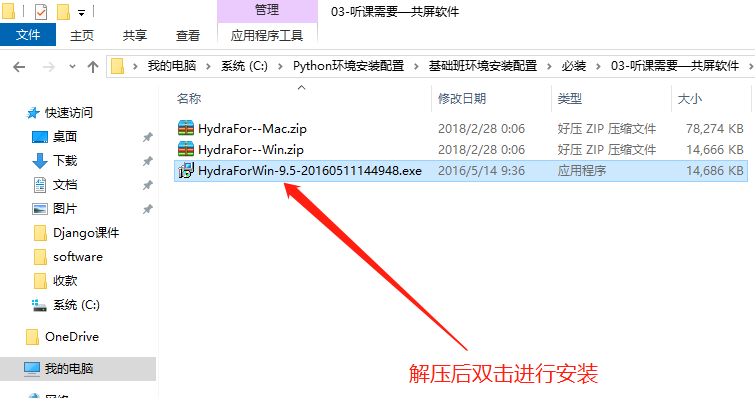 管理
03-听课需要—共屏软件
文件
主页
共享
查看
应用程序工具
我的电脑 > 系统 (C:) > Python环境安装配置 > 基础班环境安装配置 > 必装 > 03-听课需要—共屏软件 >
名称
修改日期
类型
大小
快速访问
桌面
下载
文档
图片
Django课件
software
收款
系统 (C:)
OneDrive
我的电脑
网络
HydraFor--Mac.zip 2018/2/28 0:06 好压 ZIP 压缩文件 78,274 KB
HydraFor--Win.zip 2018/2/28 0:06 好压 ZIP 压缩文件 14,666 KB
HydraForWin-9.5-20160511144948.exe 2016/5/14 9:36 应用程序 14,686 KB
解压后双击进行安装